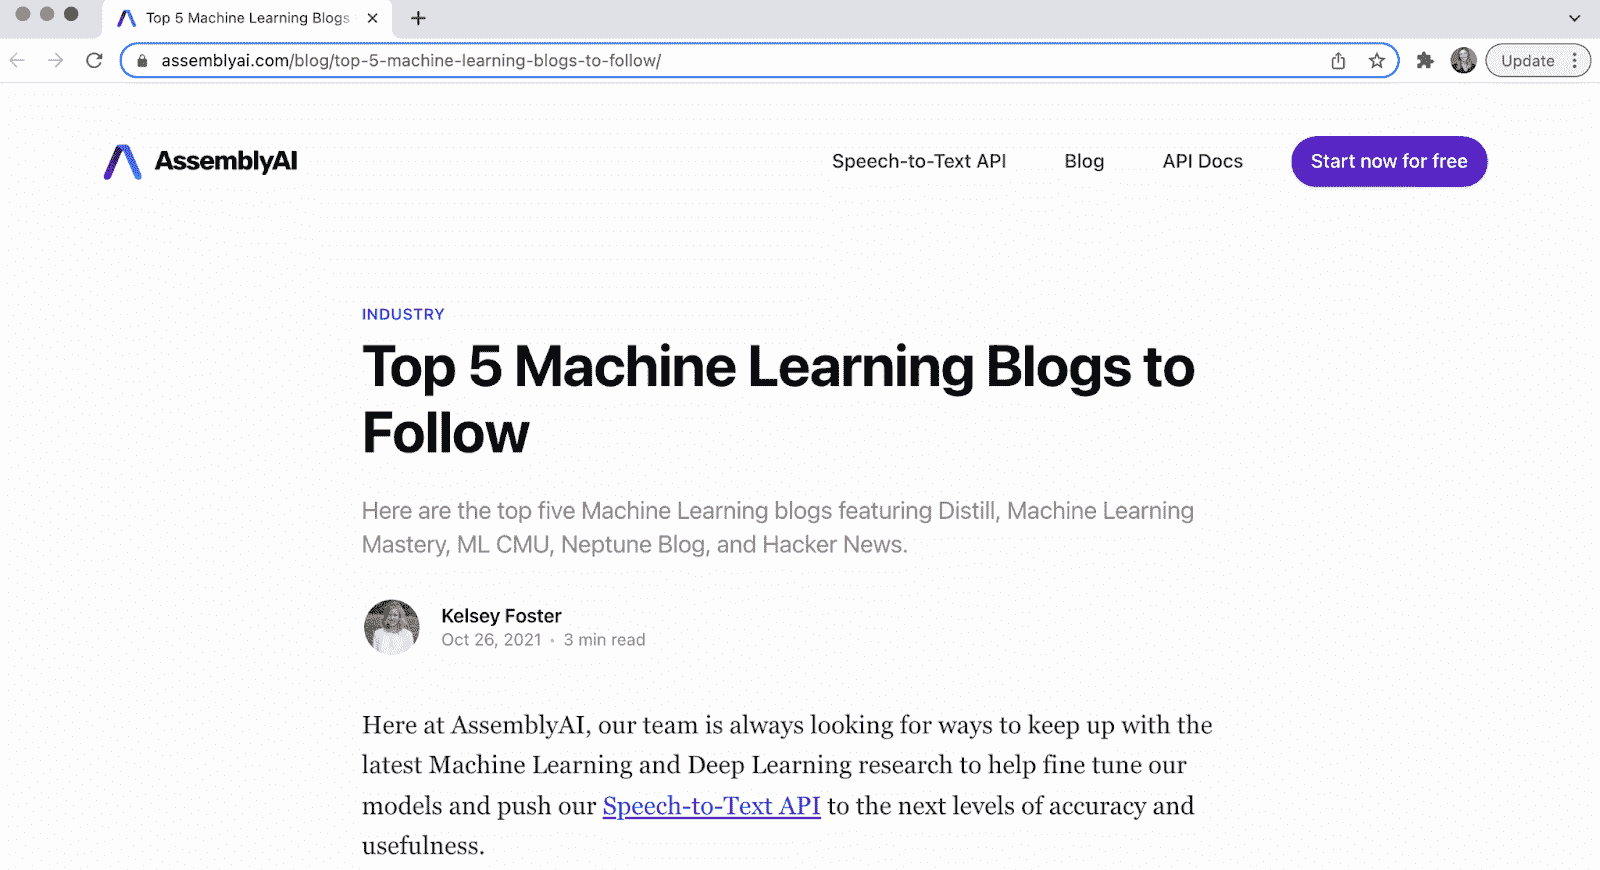 Top 5 Machine Learning Blogs
assemblyai.com/blog/top-5-machine-learning-blogs-to-follow/
Update
AssemblyAI
Speech-to-Text API
Blog
API Docs
Start now for free
INDUSTRY
Top 5 Machine Learning Blogs to
Follow
Here are the top five Machine Learning blogs featuring Distill, Machine Learning
Mastery, ML CMU, Neptune Blog, and Hacker News.
Kelsey Foster
Oct 26, 2021 • 3 min read
Here at AssemblyAI, our team is always looking for ways to keep up with the
latest Machine Learning and Deep Learning research to help fine tune our
models and push our Speech-to-Text API to the next levels of accuracy and
usefulness.